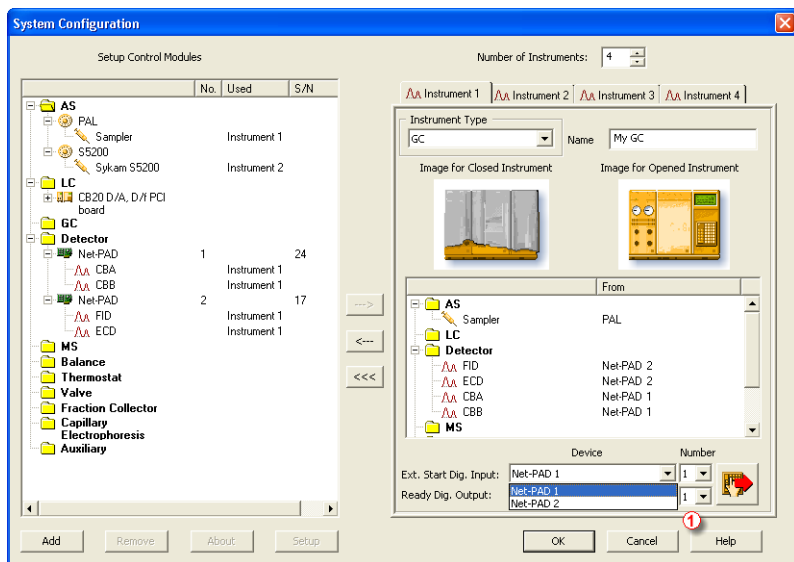 System Configuration
Setup Control Modules
Number of Instruments: 4
No. Used S/N
AS
PAL
Sampler Instrument 1
S5200
Sykam S5200 Instrument 2
LC
CB20 D/A, D/f PCI
board
GC
Detector
Net-PAD 1 24
CBA Instrument 1
CBB Instrument 1
Net-PAD 2 17
FID Instrument 1
ECD Instrument 1
MS
Balance
Thermostat
Valve
Fraction Collector
Capillary
Electrophoresis
Auxiliary
--->
<---
<<<
Instrument 1 Instrument 2 Instrument 3 Instrument 4
Instrument Type
GC Name My GC
Image for Closed Instrument Image for Opened Instrument
From
AS
Sampler PAL
LC
Detector
FID Net-PAD 2
ECD Net-PAD 2
CBA Net-PAD 1
CBB Net-PAD 1
MS
Device Number
Ext. Start Dig. Input: Net-PAD 1 1
Ready Dig. Output: Net-PAD 1 1
Net-PAD 2
1
Add Remove About Setup OK Cancel Help